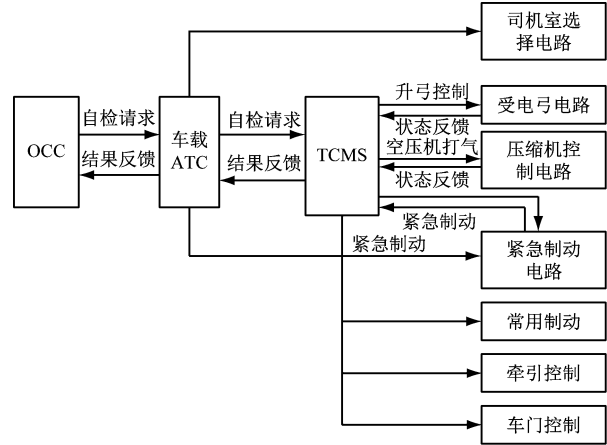 司机室选
择电路
升弓控制
受电弓电路
状态反馈
OCC
自检请求
结果反馈
车载
ATC
自检请求
结果反馈
TCMS
空压机打气
状态反馈
压缩机控
制电路
紧急制动
紧急制动
紧急制动
电路
常用制动
牵引控制
车门控制